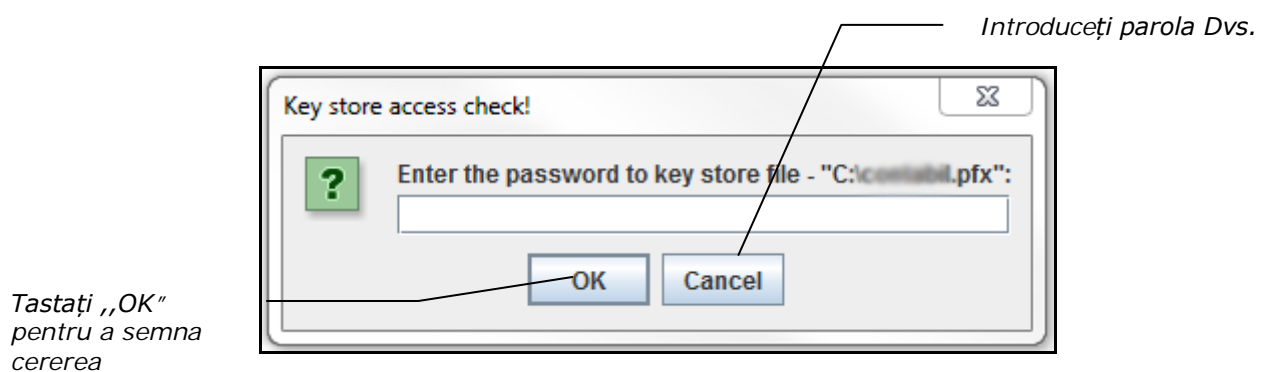 Introduceți parola Dvs.
Key store access check!
Enter the password to key store file - "C:\.pfx":
OK
Cancel
Tastați ,,OK”
pentru a semna
cererea